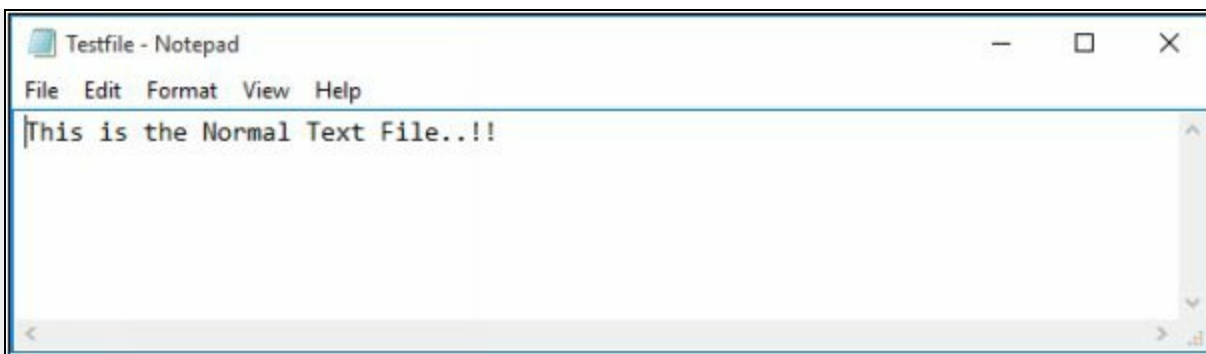 Testfile - Notepad
File Edit Format View Help
This is the Normal Text File..!!